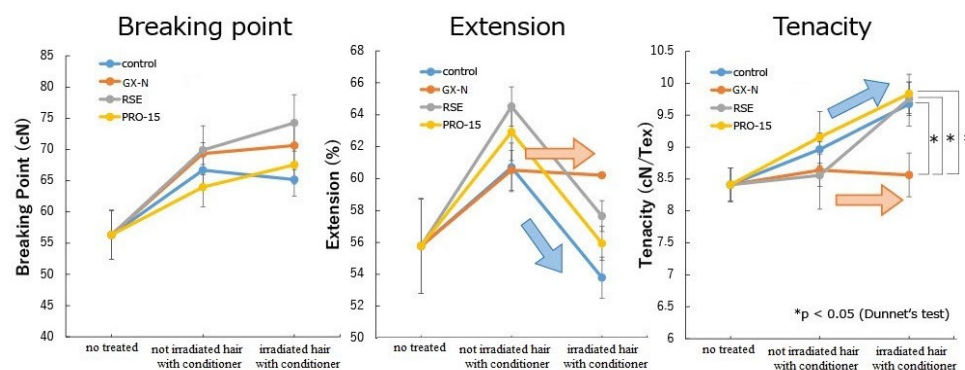 Breaking point
85
80
75
70
65
60
55
50
45
40
Breaking Point (cN)
control
GX-N
RSE
PRO-15
no treated
not irradiated hair
with conditioner
irradiated hair
with conditioner
Extension
68
66
64
62
60
58
56
54
52
50
Extension (%)
control
GX-N
RSE
PRO-15
no treated
not irradiated hair
with conditioner
irradiated hair
with conditioner
Tenacity
10.5
10
9.5
9
8.5
8
7.5
7
6.5
6
Tenacity (cN/Tex)
control
GX-N
RSE
PRO-15
* * *
*p < 0.05 (Dunnet's test)
no treated
not irradiated hair
with conditioner
irradiated hair
with conditioner